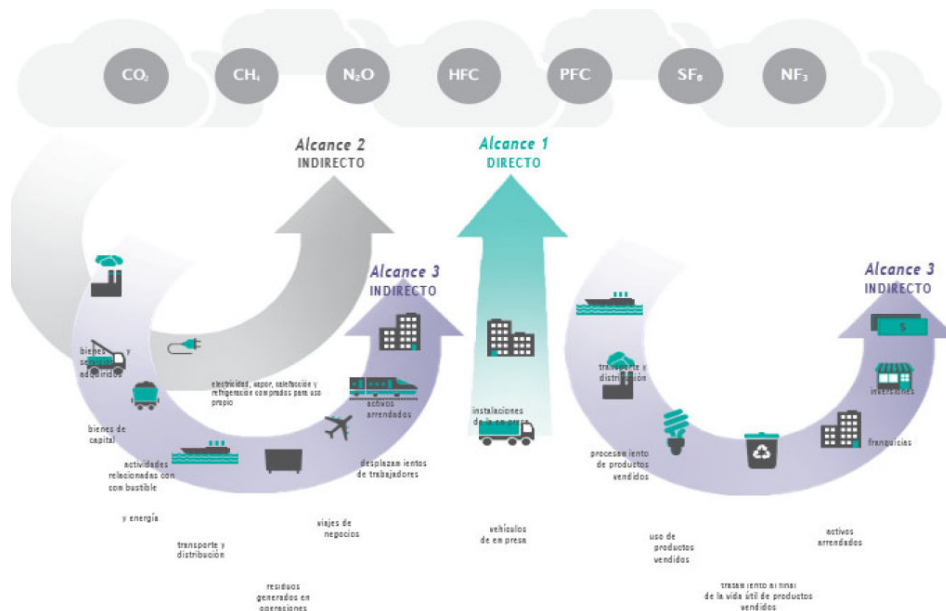 CO₂
CH₄
N₂O
HFC
PFC
SF₆
NF₃
Alcance 2
INDIRECTO
Alcance 1
DIRECTO
Alcance 3
INDIRECTO
Alcance 3
INDIRECTO
bienes y
servicios
adquiridos
bienes de
capital
actividades
relacionadas con
combustible
y energía
electricidad, vapor, calefacción y
refrigeración comprados para uso
propio
transporte y
distribución
residuos
generados en
operaciones
viajes de
negocios
desplazamientos
de trabajadores
activos
arrendados
instalaciones
de la empresa
vehículos
de empresa
transporte y
distribución
procesamiento
de productos
vendidos
uso de
productos
vendidos
tratamiento al final
de la vida útil de productos
vendidos
activos
arrendados
franquicias
inversiones
$